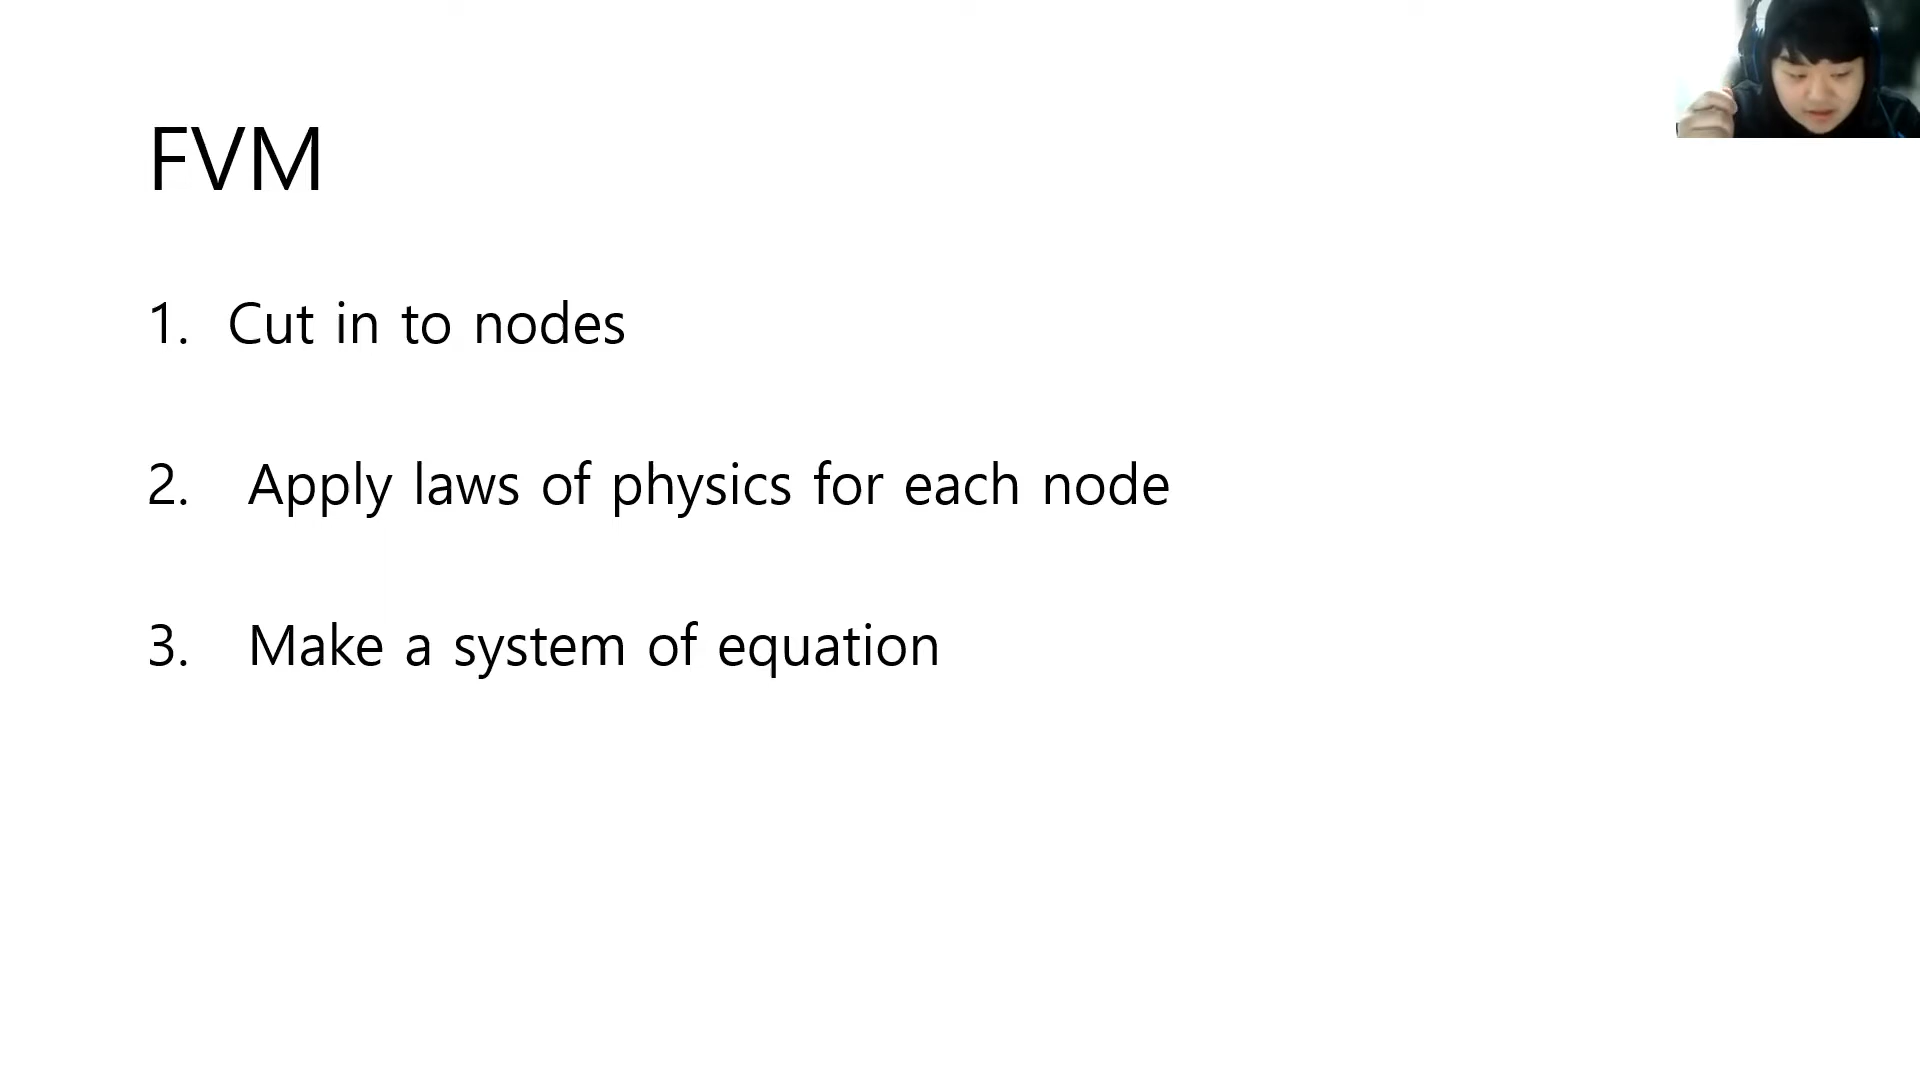 FVM
1. Cut in to nodes
2. Apply laws of physics for each node
3. Make a system of equation